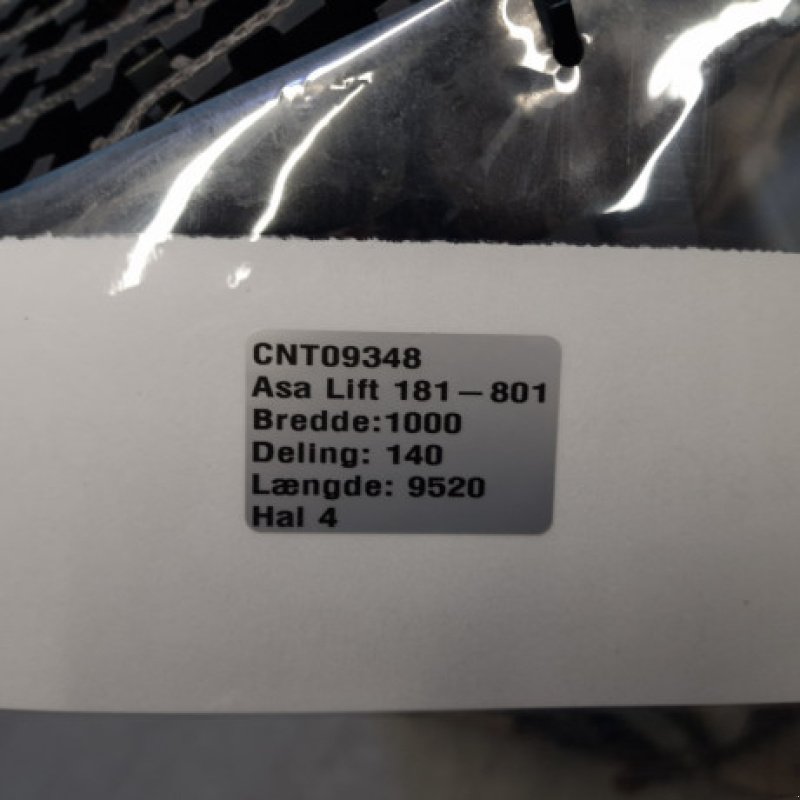 CNT09348
Asa Lift 181-801
Bredde:1000
Deling: 140
Længde: 9520
Hal 4